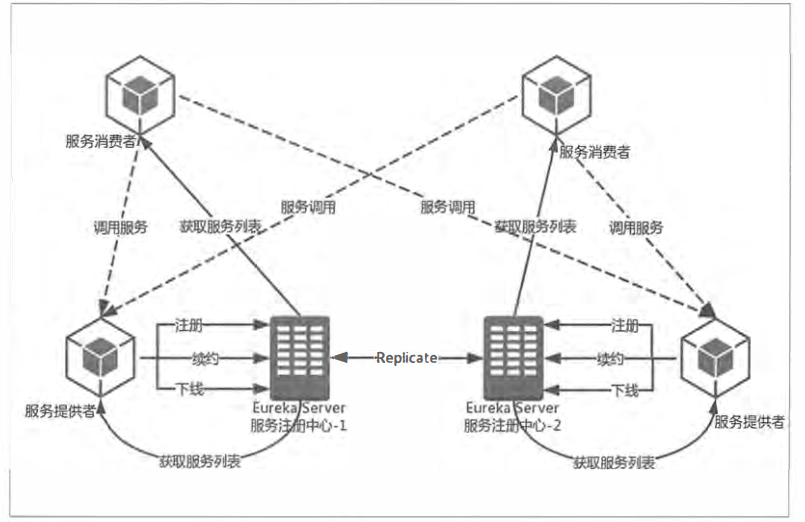 服务消费者
服务消费者
服务调用
服务调用
调用服务
获取服务列表
获取服务列表
调用服务
注册
注册
续约
Replicate
续约
下线
下线
服务提供者
Eureka Server
服务注册中心-1
Eureka Server
服务注册中心-2
服务提供者
获取服务列表
获取服务列表